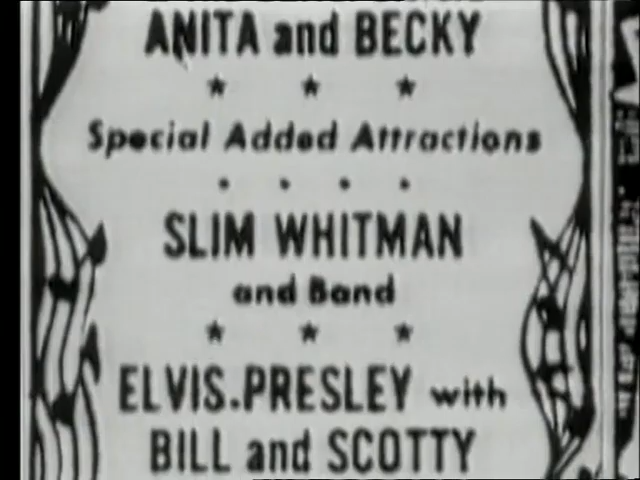 ANITA and BECKY
Special Added Attractions
SLIM WHITMAN
and Band
ELVIS.PRESLEY with
BILL and SCOTTY